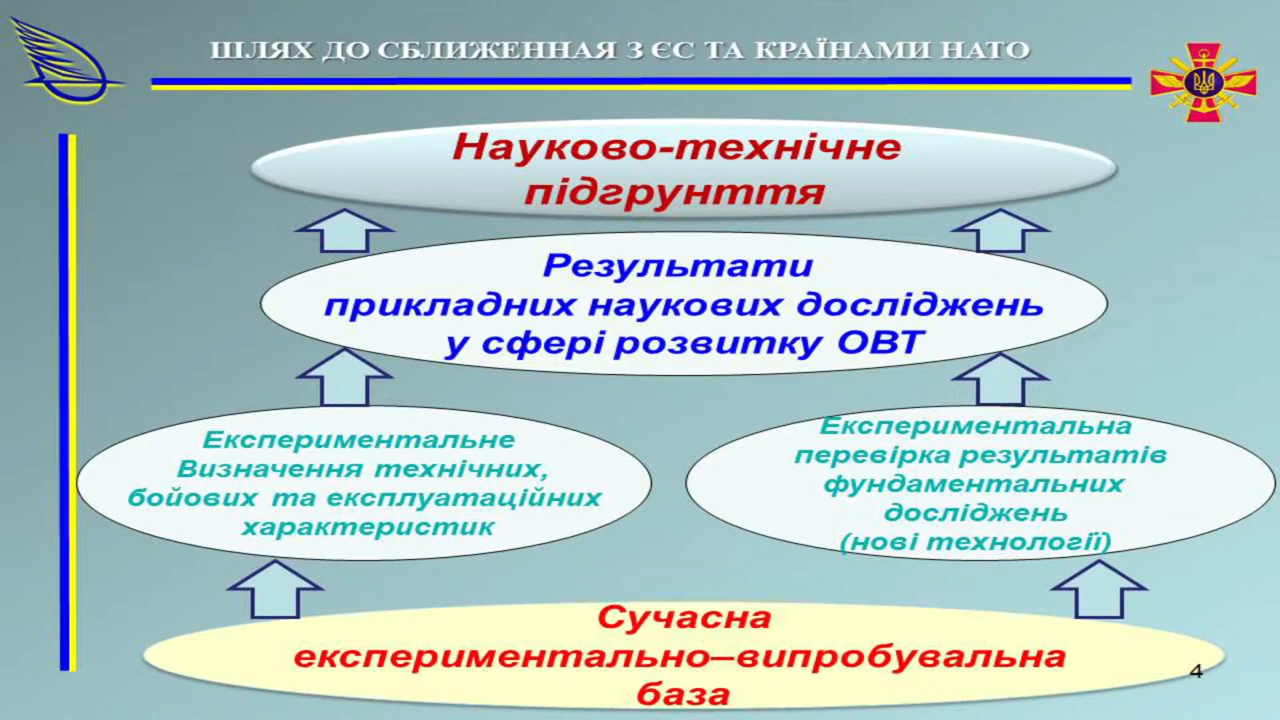 ШЛЯХ ДО СБЛИЖЕННАЯ З ЄС ТА КРАЇНАМИ НАТО
Науково-технічне
підгрунття
Результати
прикладних наукових досліджень
у сфері розвитку ОВТ
Експериментальне
Визначення технічних,
бойових та експлуатаційних
характеристик
Експериментальна
перевірка результатів
фундаментальних
досліджень
(нові технології)
Сучасна
експериментально–випробувальна
база
4